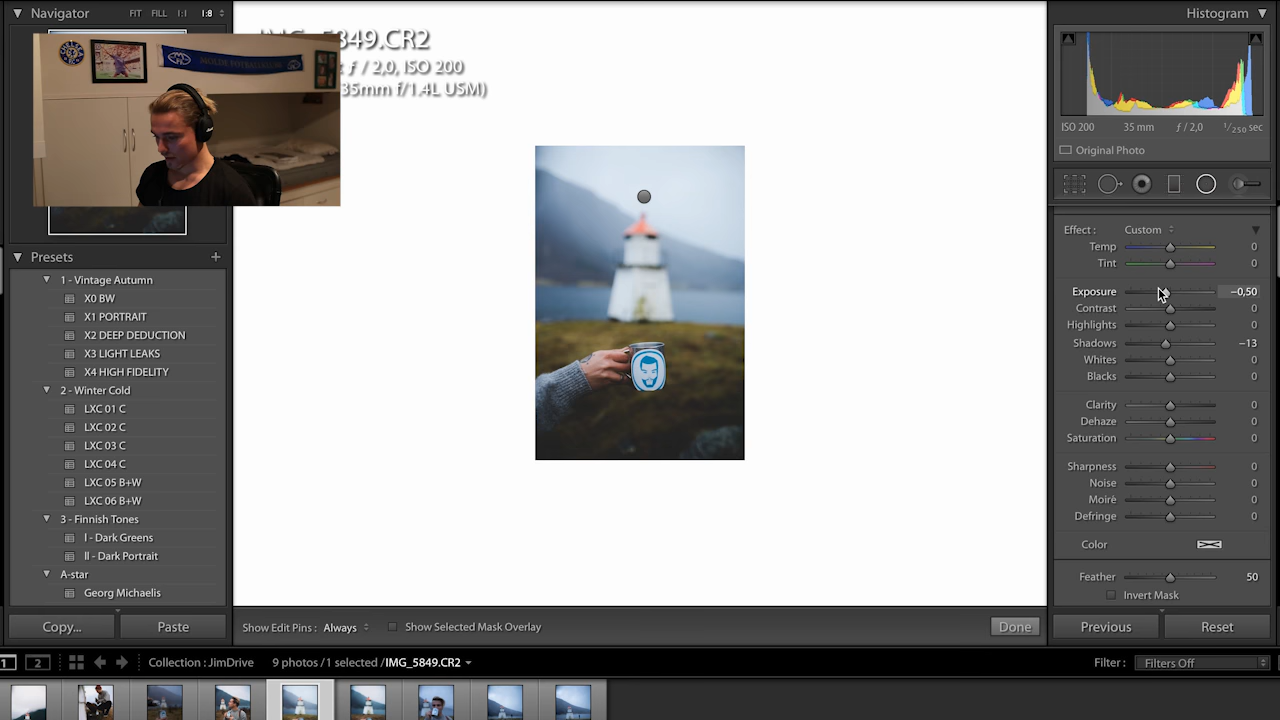 Navigator
FIT FILL 1:1 1:8
849.CR2
ƒ / 2,0, ISO 200
35mm f/1.4L USM)
CHELSEA
Presets +
1 - Vintage Autumn
X0 BW
X1 PORTRAIT
X2 DEEP DEDUCTION
X3 LIGHT LEAKS
X4 HIGH FIDELITY
2 - Winter Cold
LXC 01 C
LXC 02 C
LXC 03 C
LXC 04 C
LXC 05 B+W
LXC 06 B+W
3 - Finnish Tones
I - Dark Greens
II - Dark Portrait
A-star
Georg Michaelis
Copy...
Paste
Show Edit Pins : Always
Show Selected Mask Overlay
Done
Histogram
ISO 200 35 mm ƒ / 2,0 1/250 sec
Original Photo
Effect : Custom
Temp 0
Tint 0
Exposure −0,50
Contrast 0
Highlights 0
Shadows −13
Whites 0
Blacks 0
Clarity 0
Dehaze 0
Saturation 0
Sharpness 0
Noise 0
Moiré 0
Defringe 0
Color
Feather 50
Invert Mask
Previous
Reset
1 2
Collection : JimDrive
9 photos / 1 selected / IMG_5849.CR2
Filter : Filters Off